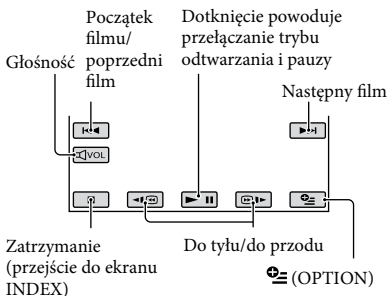 Początek
filmu/
poprzedni
film
Dotknięcie powoduje
przełączanie trybu
odtwarzania i pauzy
Głośność
Następny film
VOL
Zatrzymanie
(przejście do ekranu
INDEX)
Do tyłu/do przodu
(OPTION)